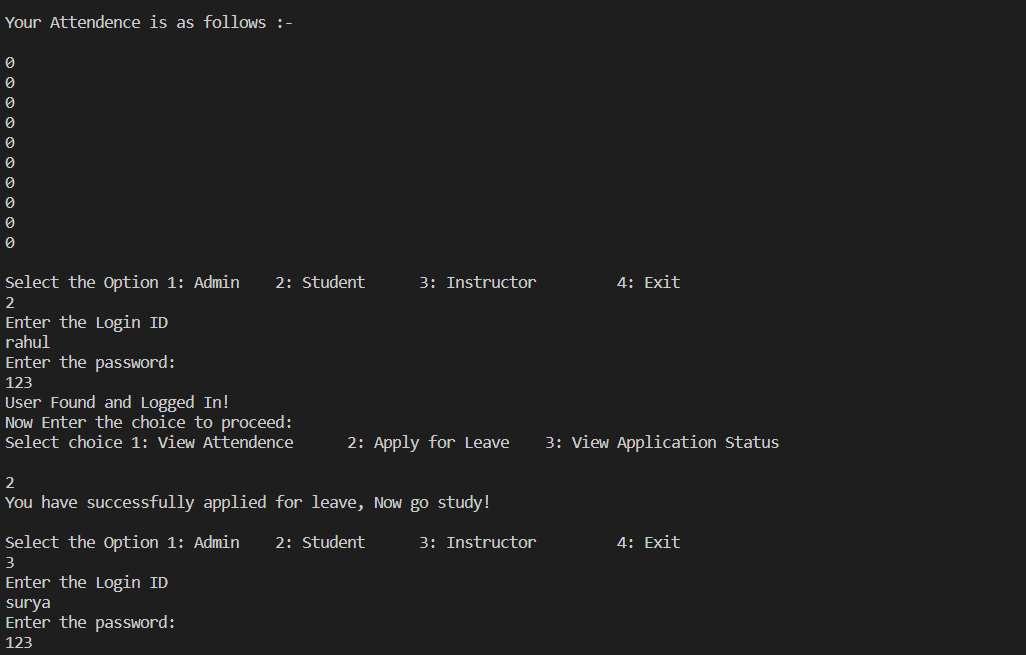 Your Attendence is as follows :-
0
0
0
0
0
0
0
0
0
0
Select the Option 1: Admin    2: Student      3: Instructor         4: Exit
2
Enter the Login ID
rahul
Enter the password:
123
User Found and Logged In!
Now Enter the choice to proceed:
Select choice 1: View Attendence      2: Apply for Leave    3: View Application Status
2
You have successfully applied for leave, Now go study!
Select the Option 1: Admin    2: Student      3: Instructor         4: Exit
3
Enter the Login ID
surya
Enter the password:
123